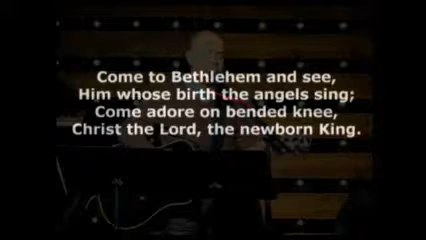 Come to Bethlehem and see,
Him whose birth the angels sing;
Come adore on bended knee,
Christ the Lord, the newborn King.